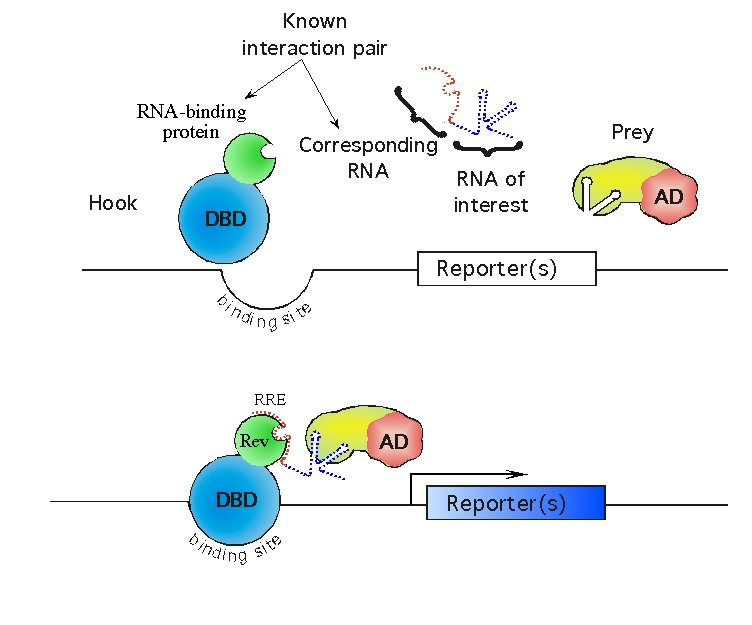 Known
interaction pair
RNA-binding
protein
Corresponding
RNA
RNA of
interest
Prey
AD
Hook
DBD
Reporter(s)
binding site
RRE
Rev
AD
DBD
Reporter(s)
binding site